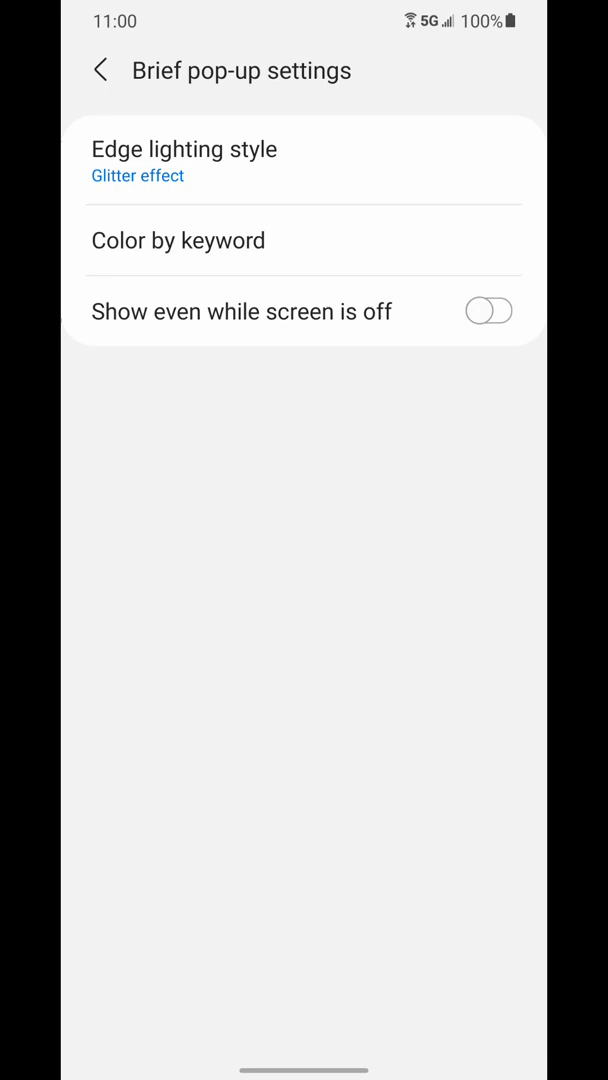 11:00 5G 100%
Brief pop-up settings
Edge lighting style
Glitter effect
Color by keyword
Show even while screen is off